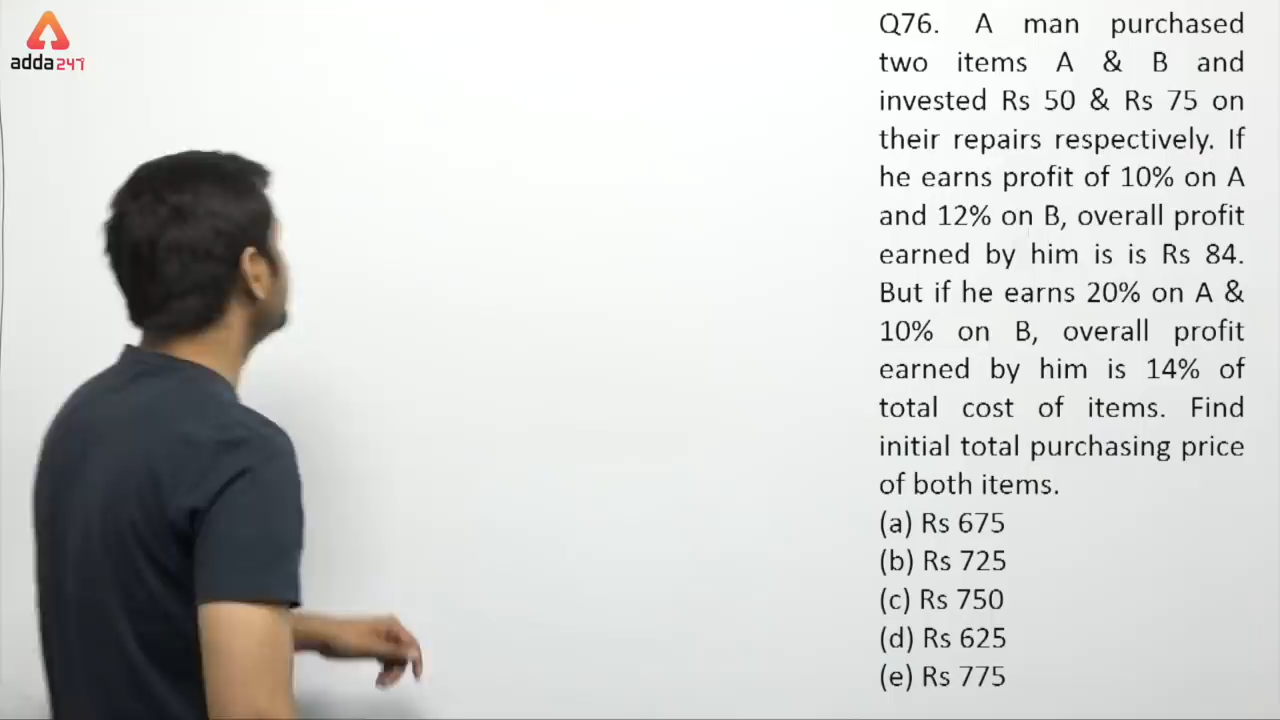 adda247
Q76. A man purchased
two items A & B and
invested Rs 50 & Rs 75 on
their repairs respectively. If
he earns profit of 10% on A
and 12% on B, overall profit
earned by him is is Rs 84.
But if he earns 20% on A &
10% on B, overall profit
earned by him is 14% of
total cost of items. Find
initial total purchasing price
of both items.
(a) Rs 675
(b) Rs 725
(c) Rs 750
(d) Rs 625
(e) Rs 775